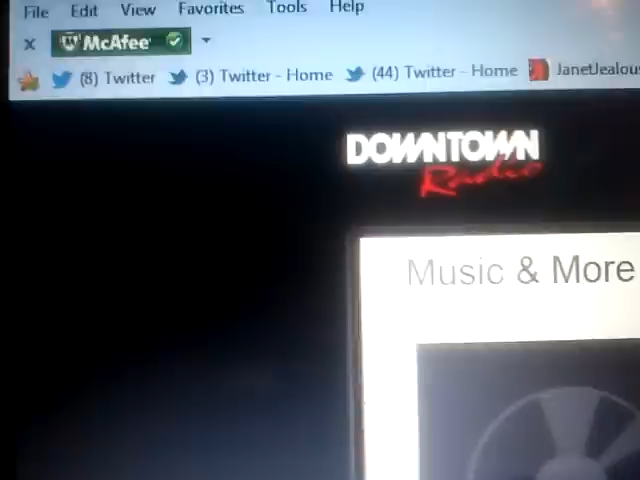 File Edit View Favorites Tools Help
x McAfee
(8) Twitter (3) Twitter - Home (44) Twitter - Home JanetJealou
DOWNTOWN
Radio
Music & More